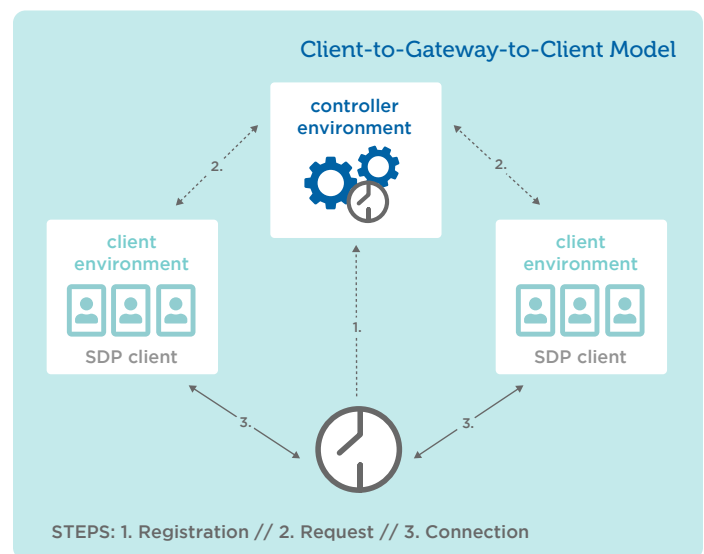 Client-to-Gateway-to-Client Model
controller
environment
2.
2.
client
environment
SDP client
client
environment
SDP client
1.
3.
3.
STEPS: 1. Registration // 2. Request // 3. Connection